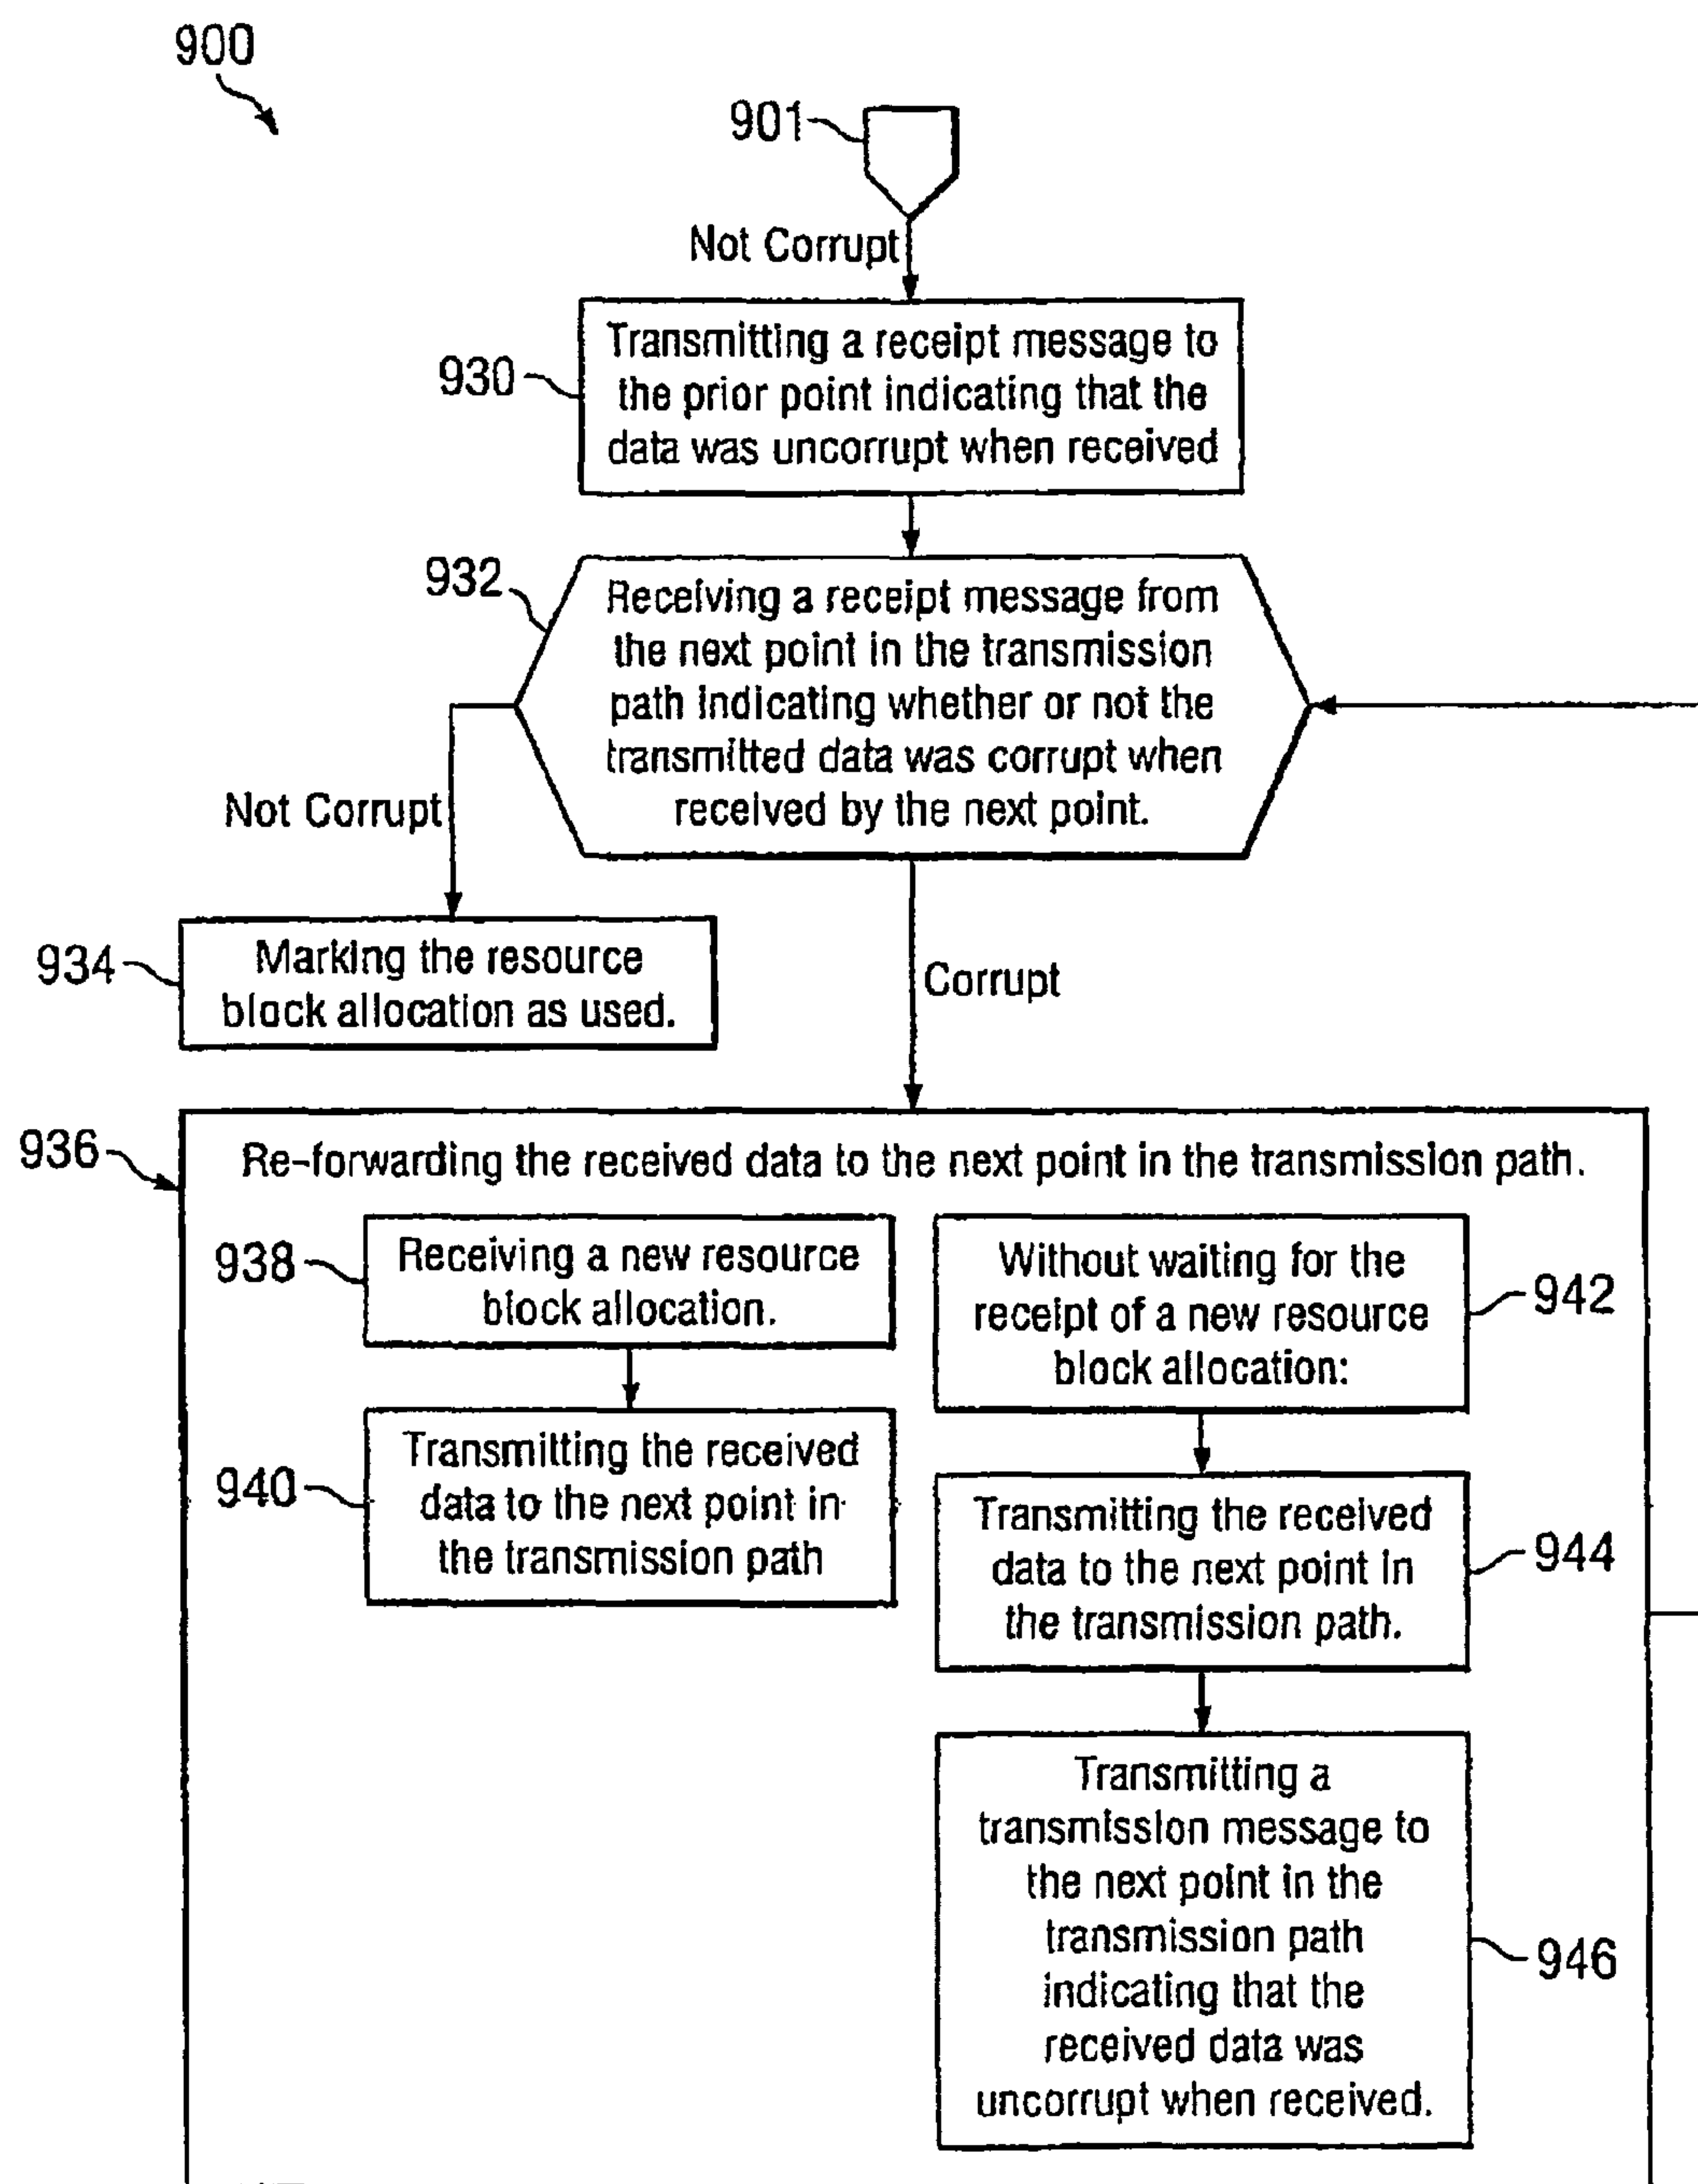 900
901
Not Corrupt
930
Transmitting a receipt message to
the prior point indicating that the
data was uncorrupt when received
932
Receiving a receipt message from
the next point in the transmission
path indicating whether or not the
transmitted data was corrupt when
received by the next point.
Not Corrupt
934
Marking the resource
block allocation as used.
Corrupt
936
Re-forwarding the received data to the next point in the transmission path.
938
Receiving a new resource
block allocation.
940
Transmitting the received
data to the next point in
the transmission path
Without waiting for the
receipt of a new resource
block allocation:
942
Transmitting the received
data to the next point in
the transmission path.
944
Transmitting a
transmission message to
the next point in the
transmission path
indicating that the
received data was
uncorrupt when received.
946